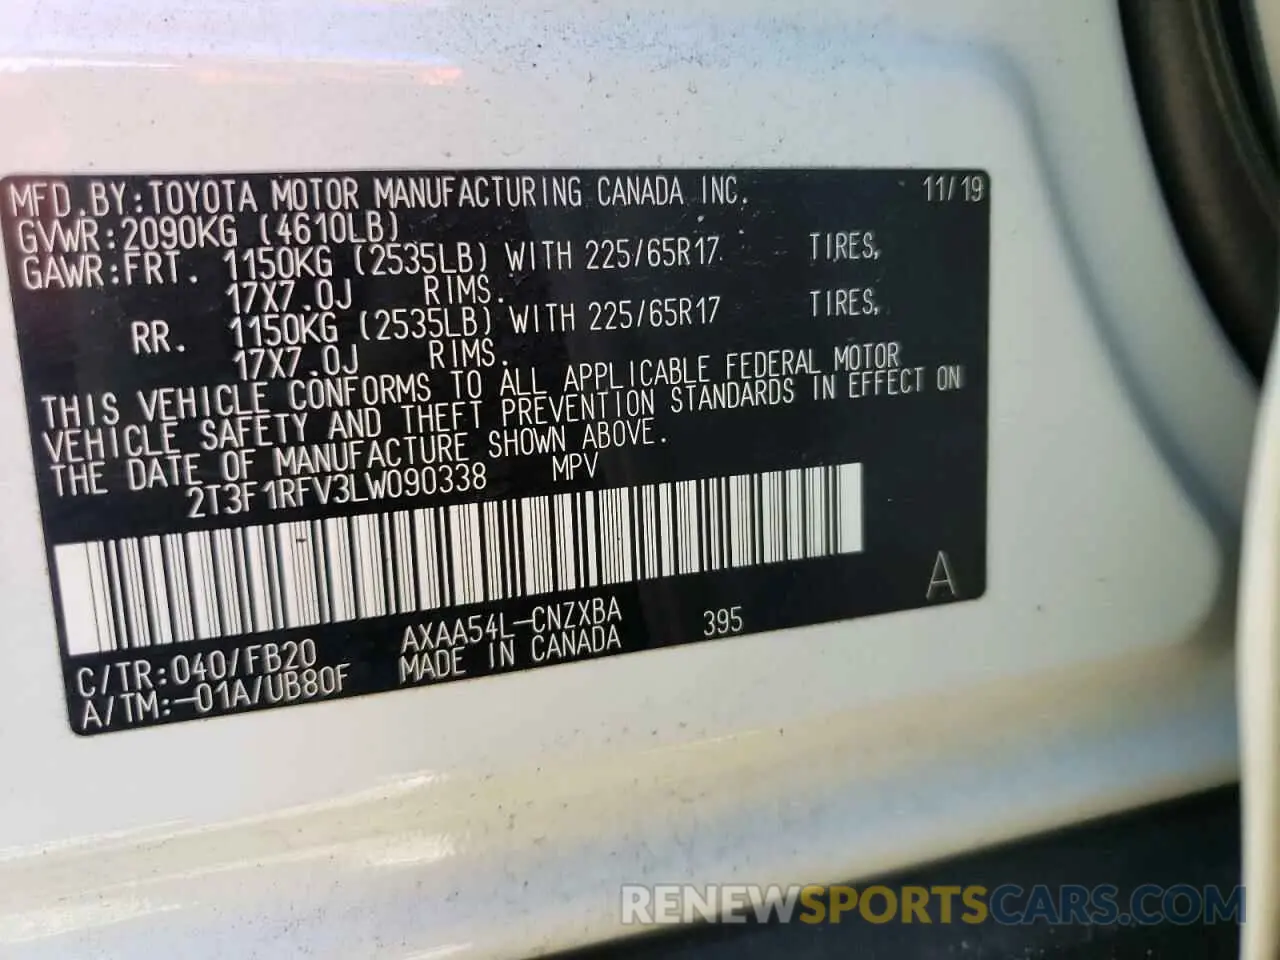 MFD.BY:TOYOTA MOTOR MANUFACTURING CANADA INC. 11/19
GVWR:2090KG (4610LB)
GAWR:FRT. 1150KG (2535LB) WITH 225/65R17 TIRES,
17X7.0J RIMS.
RR. 1150KG (2535LB) WITH 225/65R17 TIRES,
17X7.0J RIMS.
THIS VEHICLE CONFORMS TO ALL APPLICABLE FEDERAL MOTOR
VEHICLE SAFETY AND THEFT PREVENTION STANDARDS IN EFFECT ON
THE DATE OF MANUFACTURE SHOWN ABOVE.
2T3F1RFV3LW090338 MPV
A
C/TR:040/FB20 AXAA54L-CNZXBA 395
A/TM:-01A/UB80F MADE IN CANADA
RENEWSPORTSCARS.COM